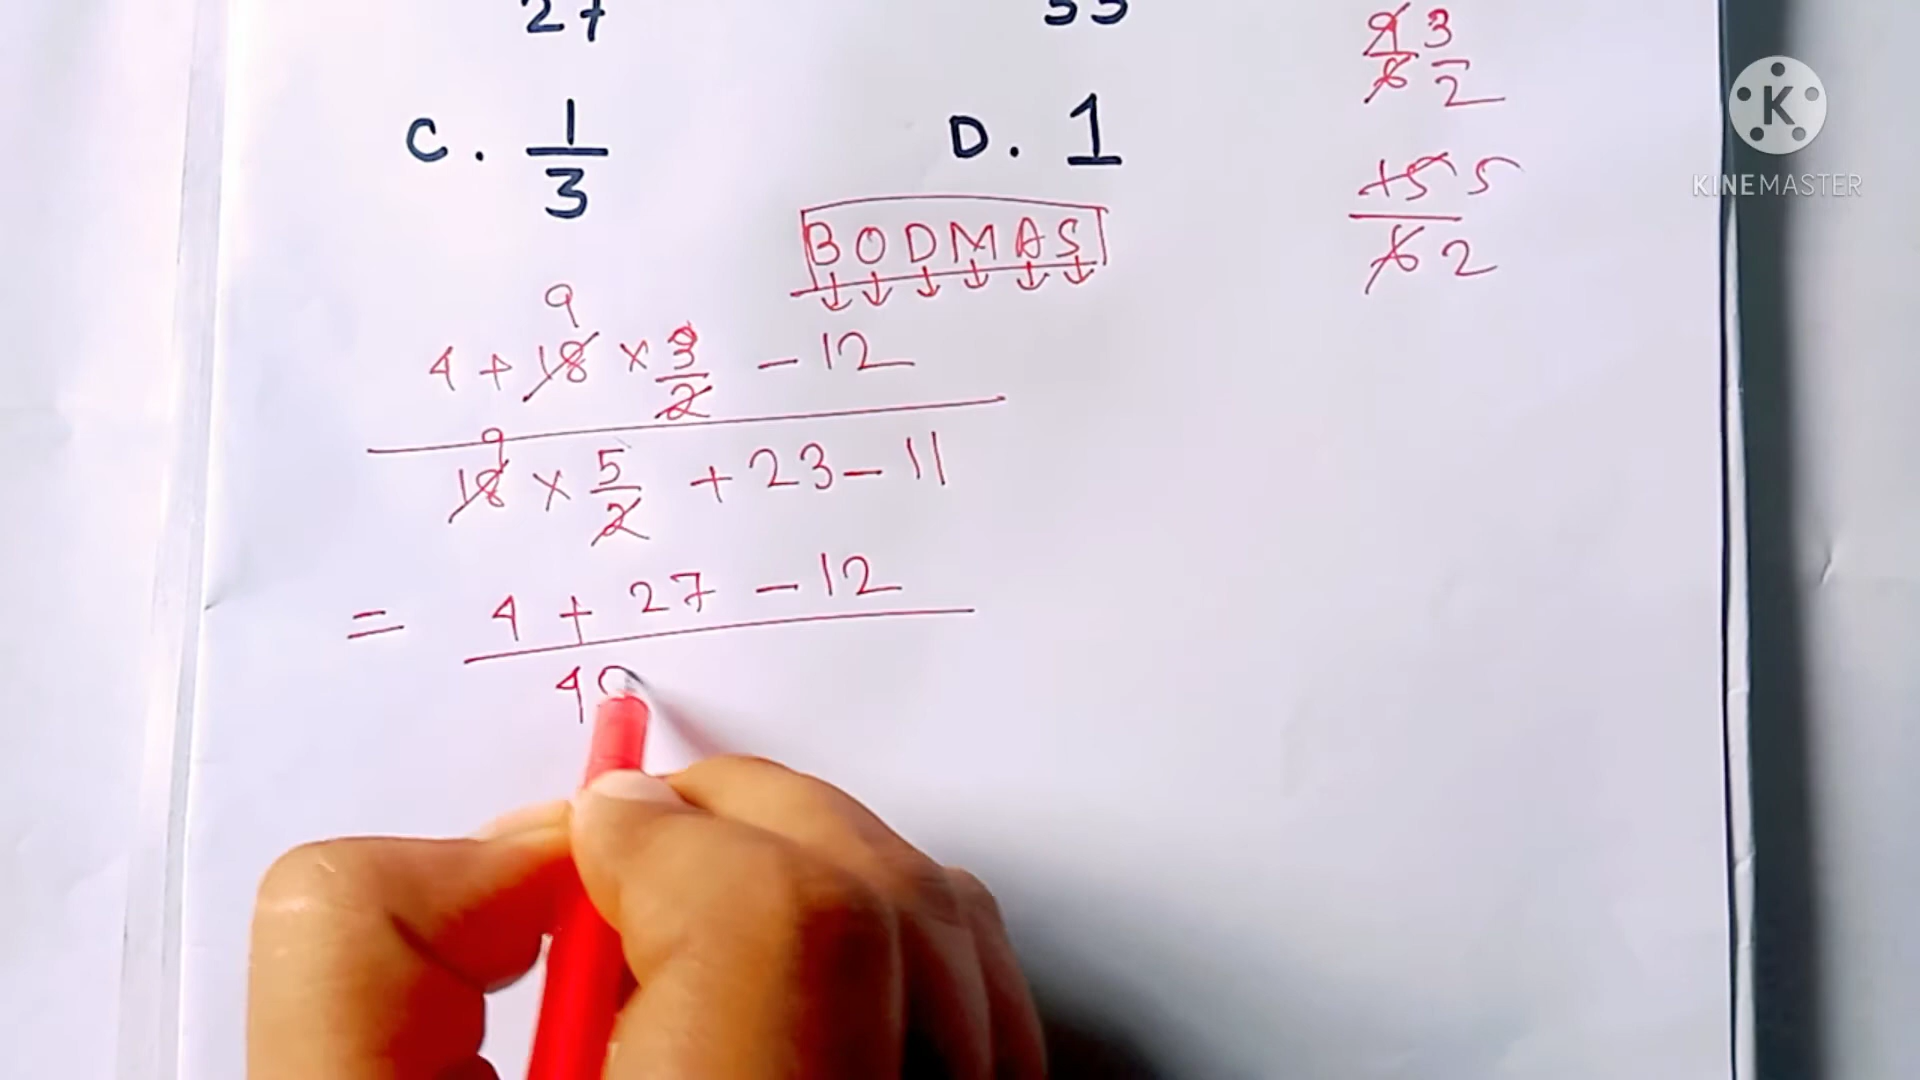 27
C. 1/3
D. 1
BODMAS
9
4 + 18 × 3/2 - 12
9
18 × 5/2 + 23 - 11
= 4 + 27 - 12
4
9 3
6 2
15 5
6 2
KINEMASTER